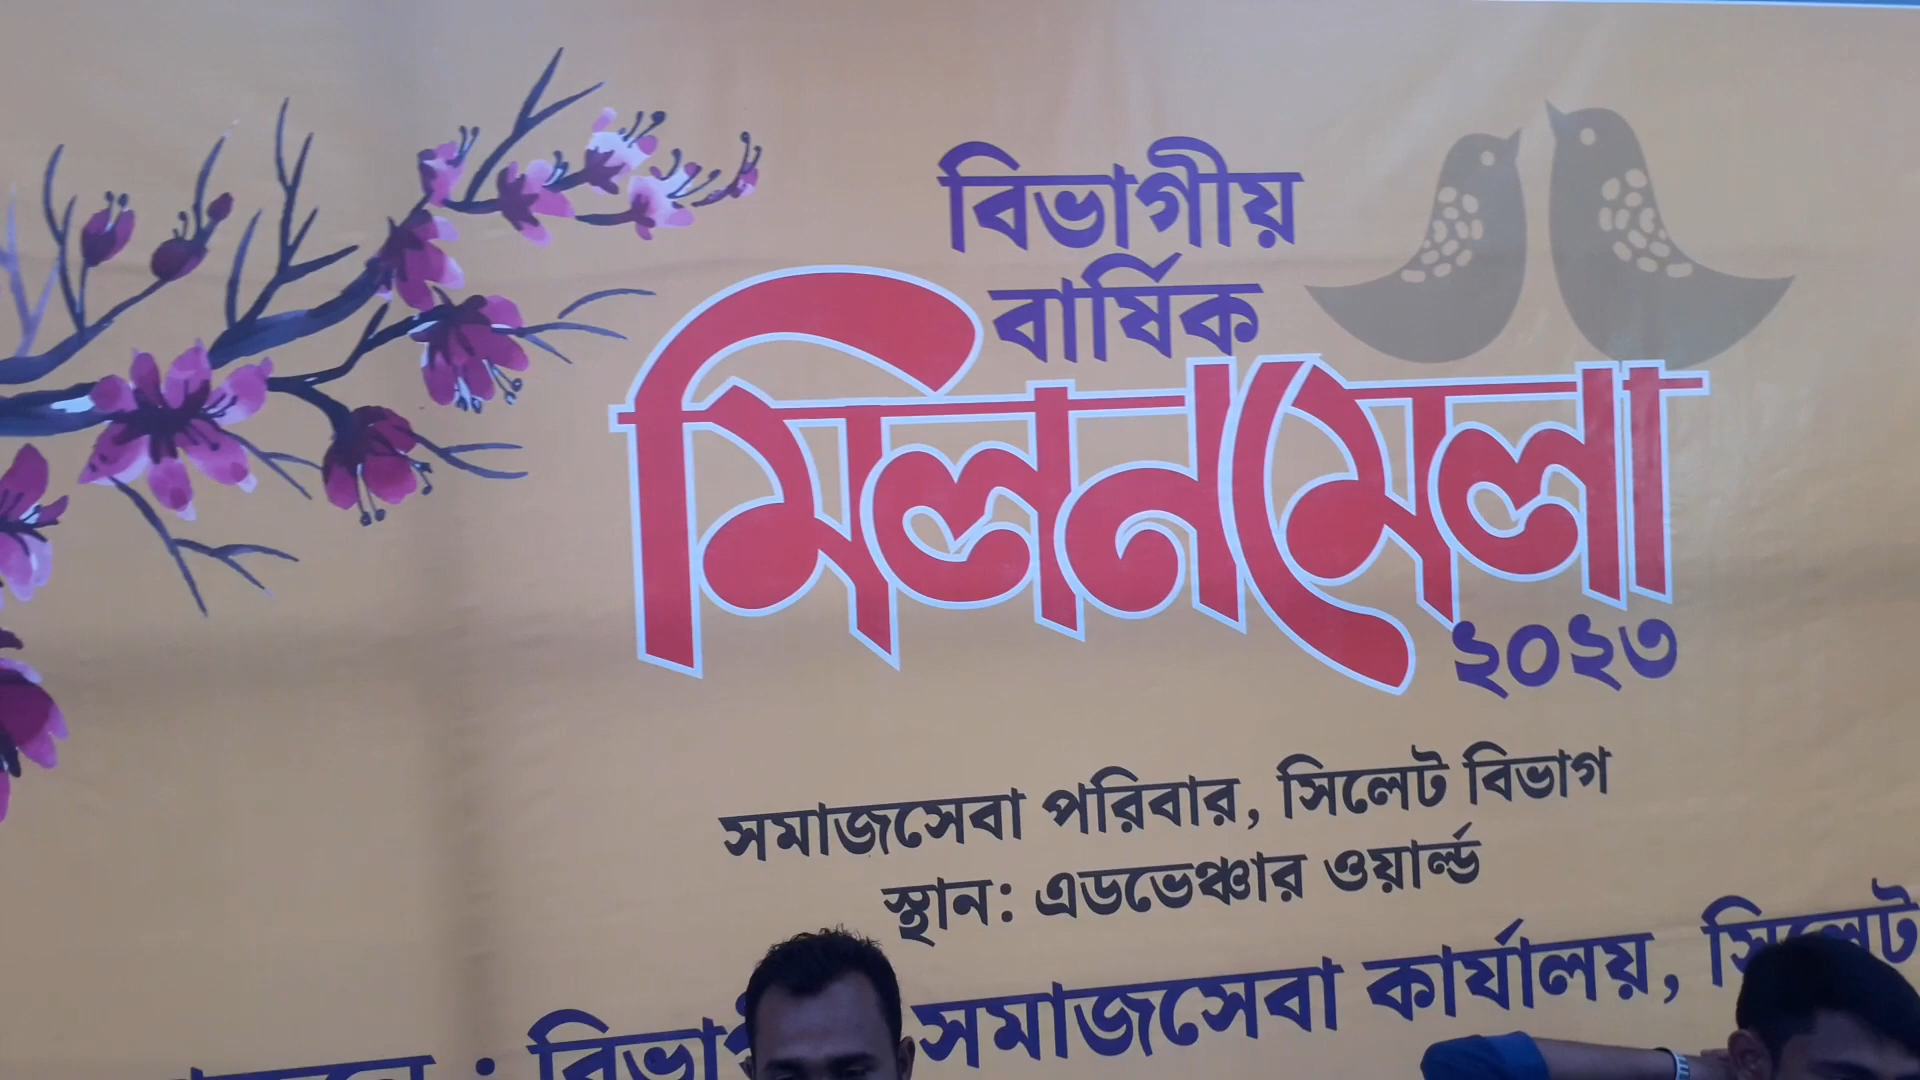 বিভাগীয়
বার্ষিক
মিলনমেলা
২০২৩
সমাজসেবা পরিবার, সিলেট বিভাগ
স্থান: এডভেঞ্চার ওয়ার্ল্ড
: সমাজসেবা কার্যালয়, সিলেট